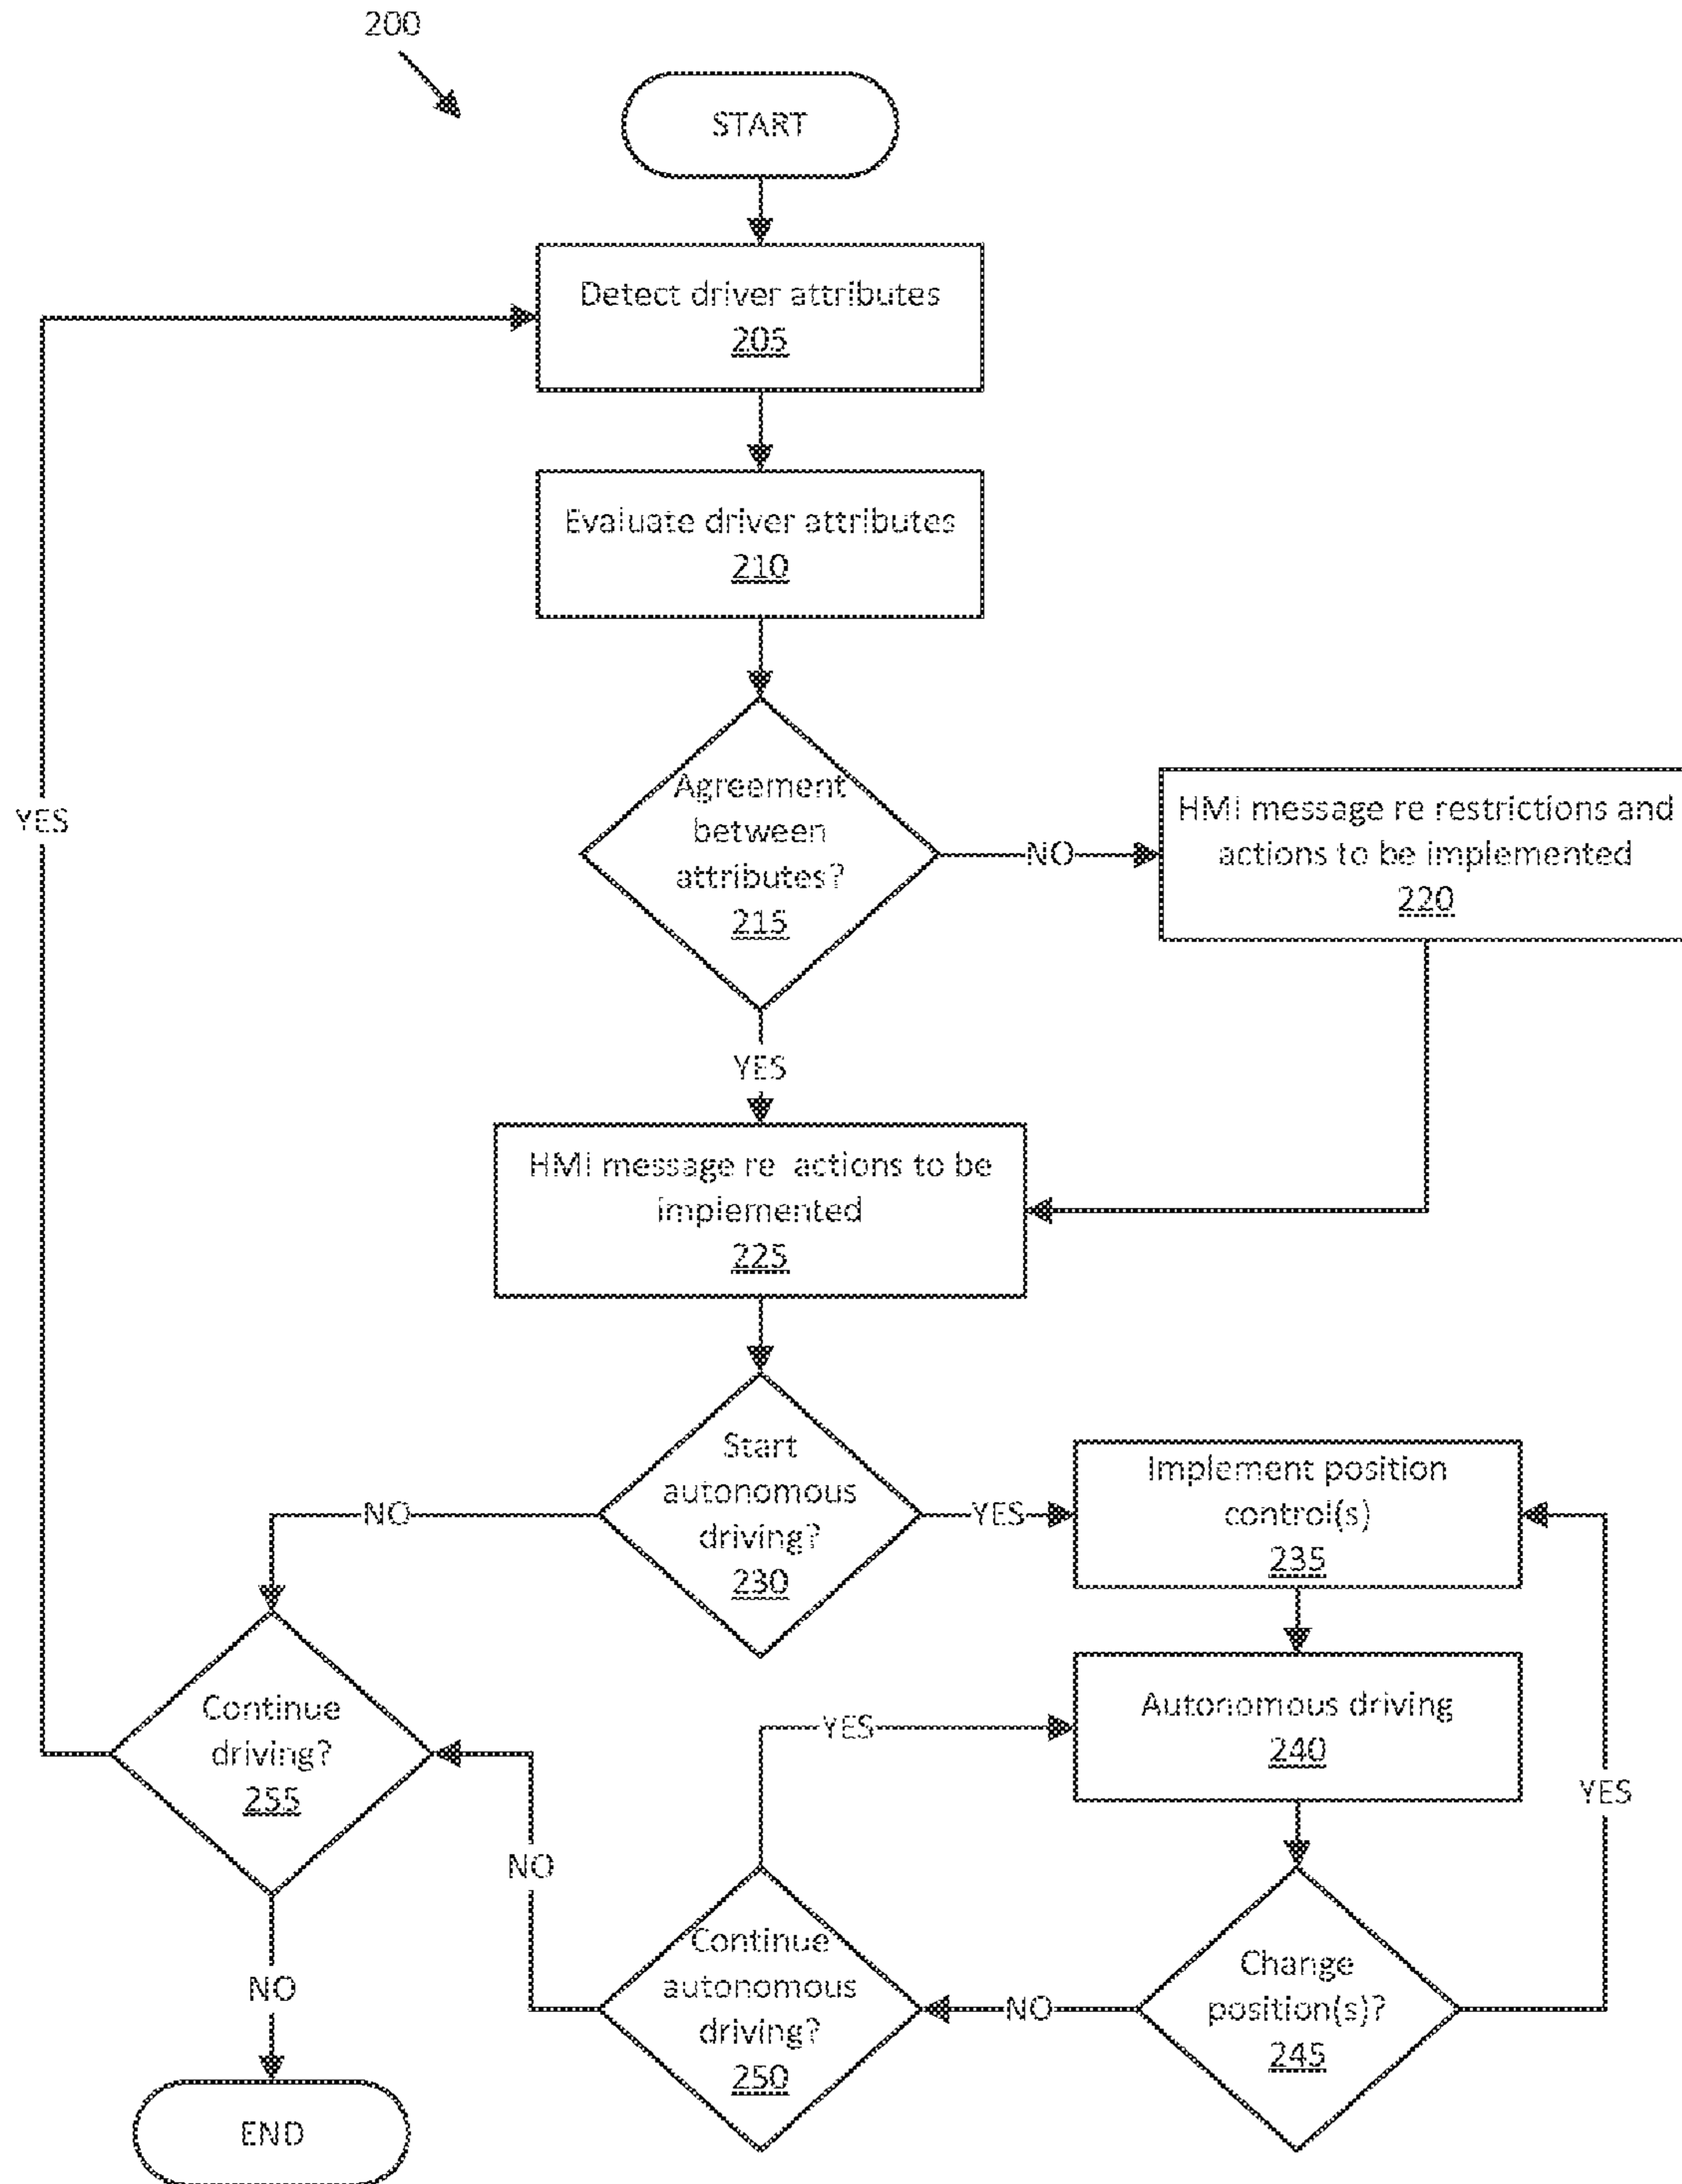 200
START
Detect driver attributes
205
Evaluate driver attributes
210
Agreement
between
attributes?
215
NO
HMI message re restrictions and
actions to be implemented
220
YES
YES
HMI message re actions to be
implemented
225
Start
autonomous
driving?
230
NO
YES
Implement position
control(s)
235
Continue
driving?
255
YES
Autonomous driving
240
YES
NO
Continue
autonomous
driving?
250
NO
Change
position(s)?
245
NO
END